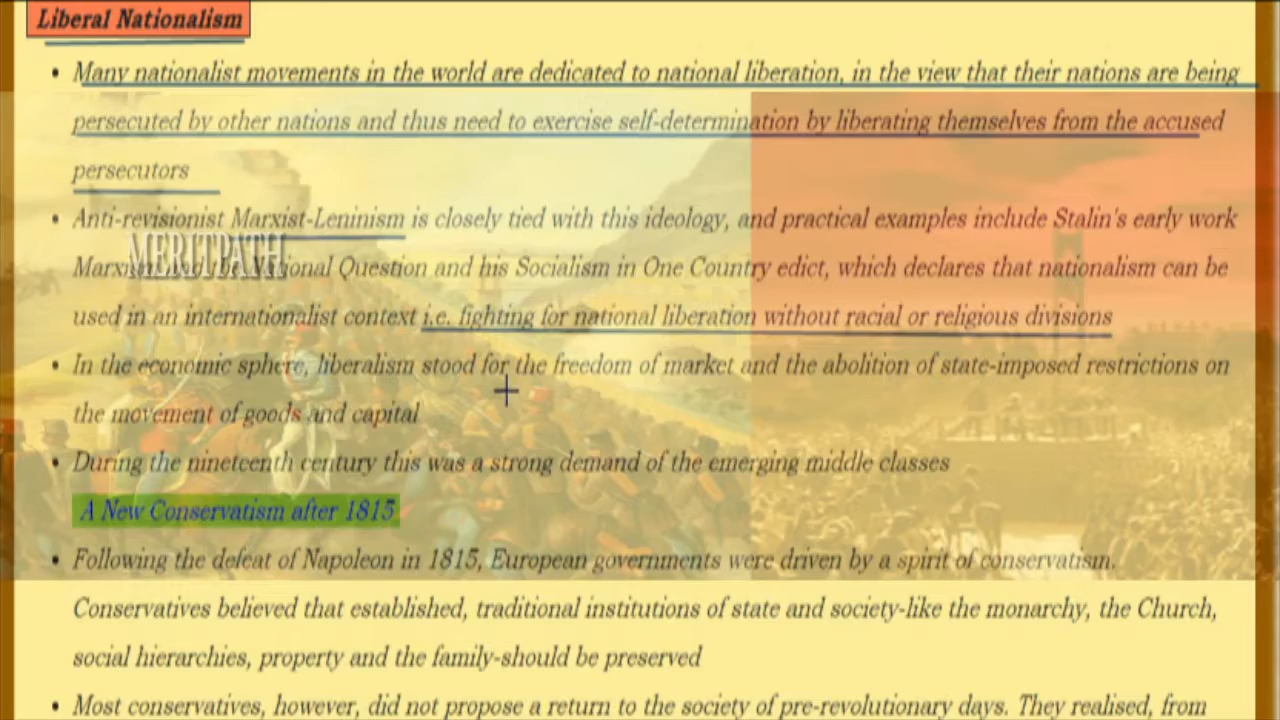 Liberal Nationalism
• Many nationalist movements in the world are dedicated to national liberation, in the view that their nations are being
persecuted by other nations and thus need to exercise self-determination by liberating themselves from the accused
persecutors
• Anti-revisionist Marxist-Leninism is closely tied with this ideology, and practical examples include Stalin's early work
MERITPATH
National Question and his Socialism in One Country edict, which declares that nationalism can be
used in an internationalist context i.e. fighting for national liberation without racial or religious divisions
• In the economic sphere, liberalism stood for the freedom of market and the abolition of state-imposed restrictions on
the movement of goods and capital
• During the nineteenth century this was a strong demand of the emerging middle classes
A New Conservatism after 1815
• Following the defeat of Napoleon in 1815, European governments were driven by a spirit of conservatism.
Conservatives believed that established, traditional institutions of state and society-like the monarchy, the Church,
social hierarchies, property and the family-should be preserved
• Most conservatives, however, did not propose a return to the society of pre-revolutionary days. They realised, from